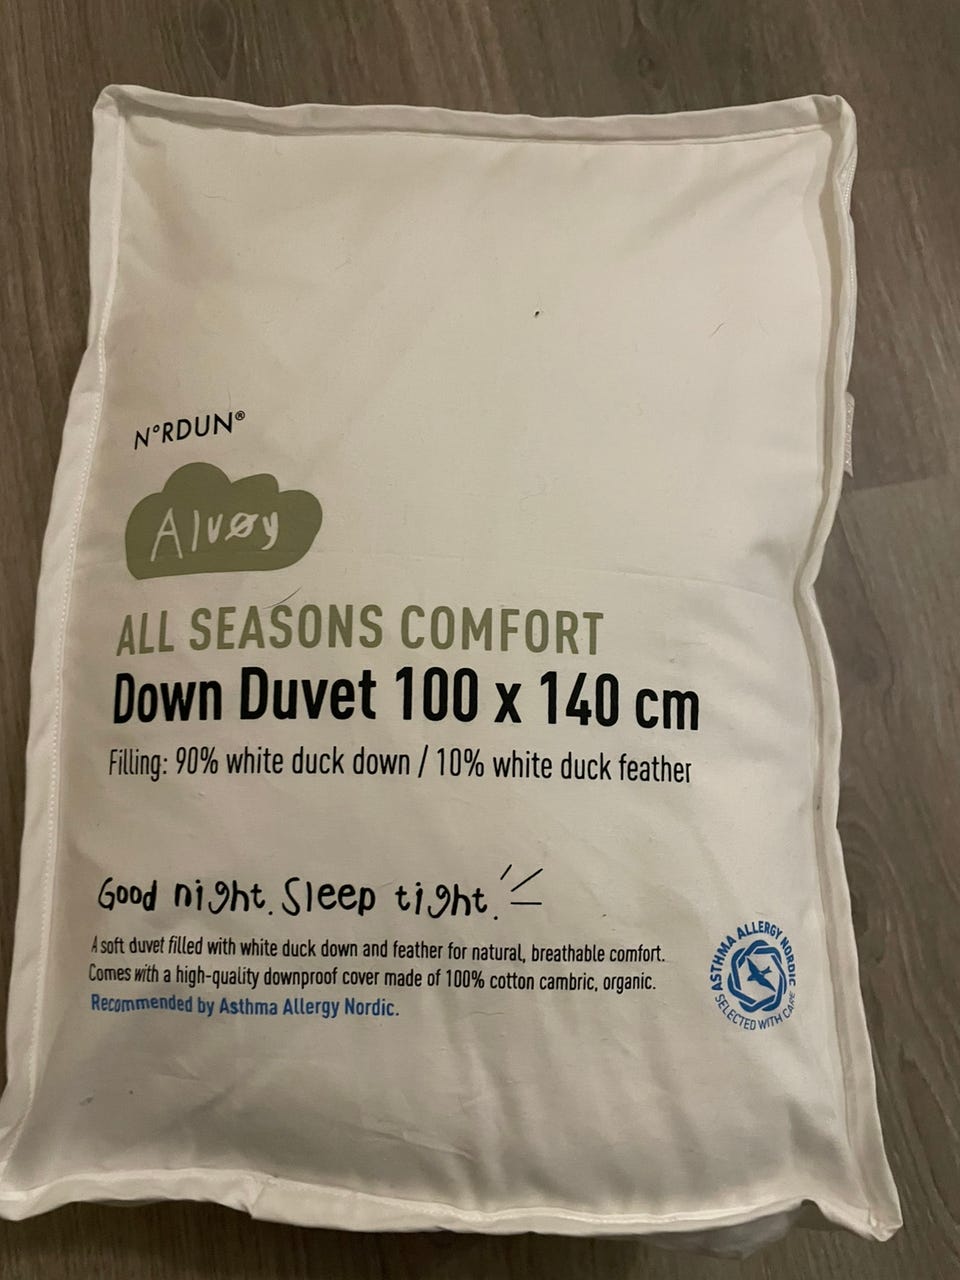 N°RDUN®
Alvøy
ALL SEASONS COMFORT
Down Duvet 100 x 140 cm
Filling: 90% white duck down / 10% white duck feather
Good night. Sleep tight.
A soft duvet filled with white duck down and feather for natural, breathable comfort.
Comes with a high-quality downproof cover made of 100% cotton cambric, organic.
Recommended by Asthma Allergy Nordic.
ASTHMA ALLERGY NORDIC
SELECTED WITH CARE